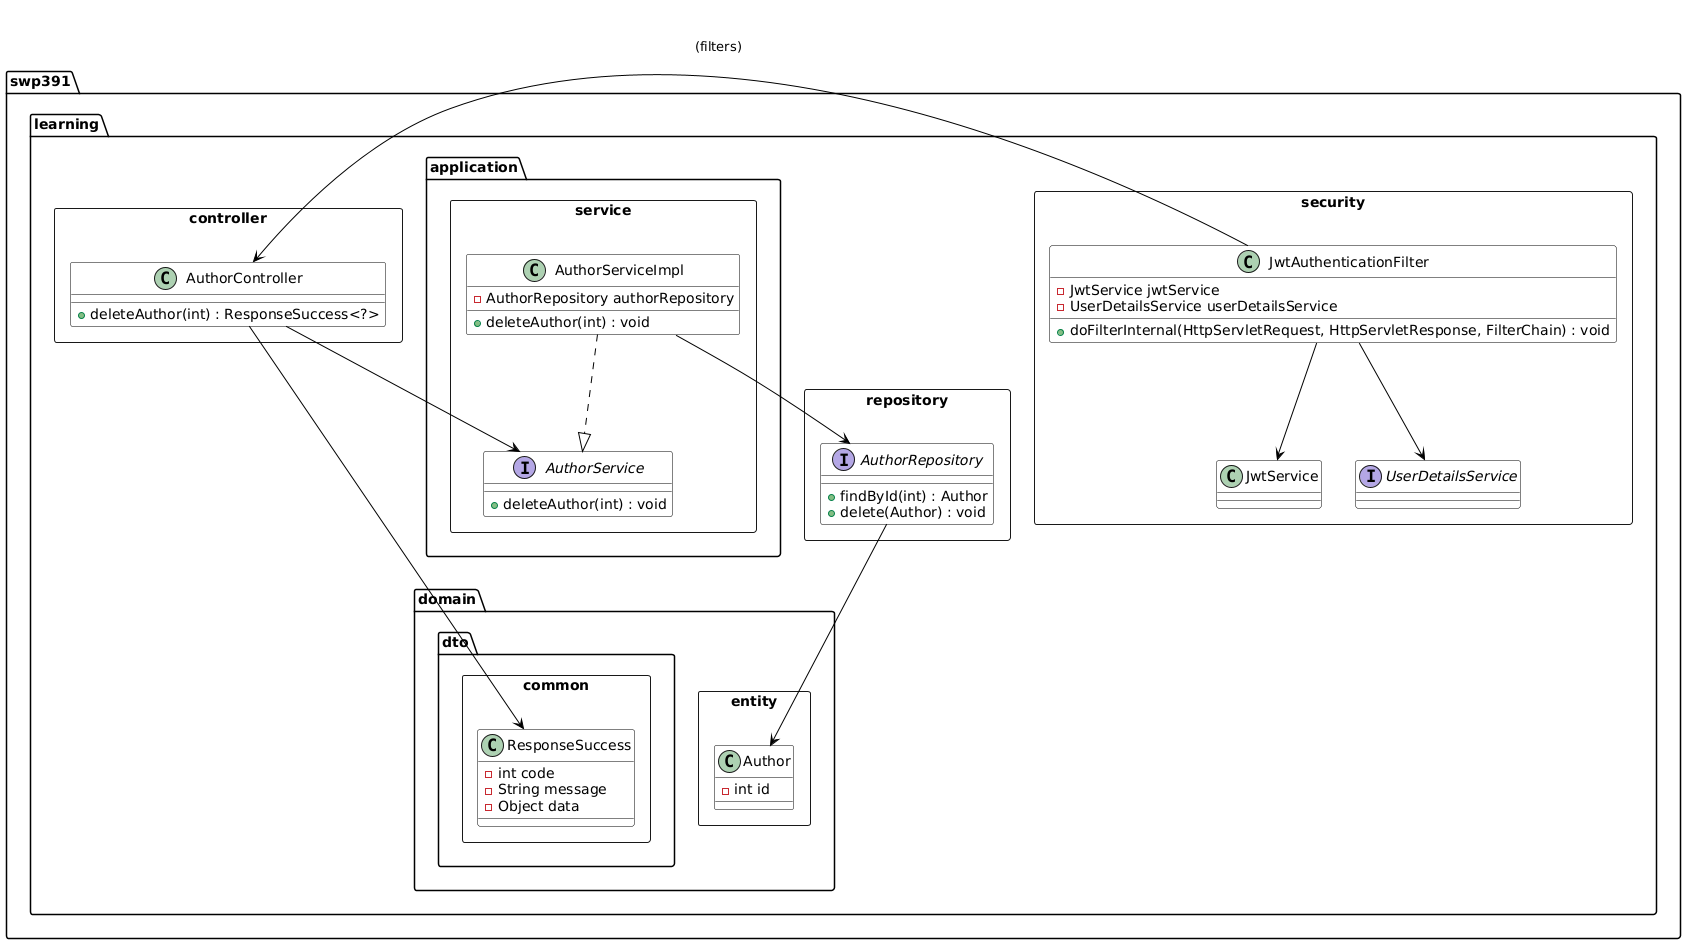 (filters)
swp391
learning
application
controller
C AuthorController
deleteAuthor(int) : ResponseSuccess<?>
service
C AuthorServiceImpl
AuthorRepository authorRepository
deleteAuthor(int) : void
I AuthorService
deleteAuthor(int) : void
repository
I AuthorRepository
findById(int) : Author
delete(Author) : void
security
C JwtAuthenticationFilter
JwtService jwtService
UserDetailsService userDetailsService
doFilterInternal(HttpServletRequest, HttpServletResponse, FilterChain) : void
C JwtService
I UserDetailsService
domain
dto
common
C ResponseSuccess
int code
String message
Object data
entity
C Author
int id